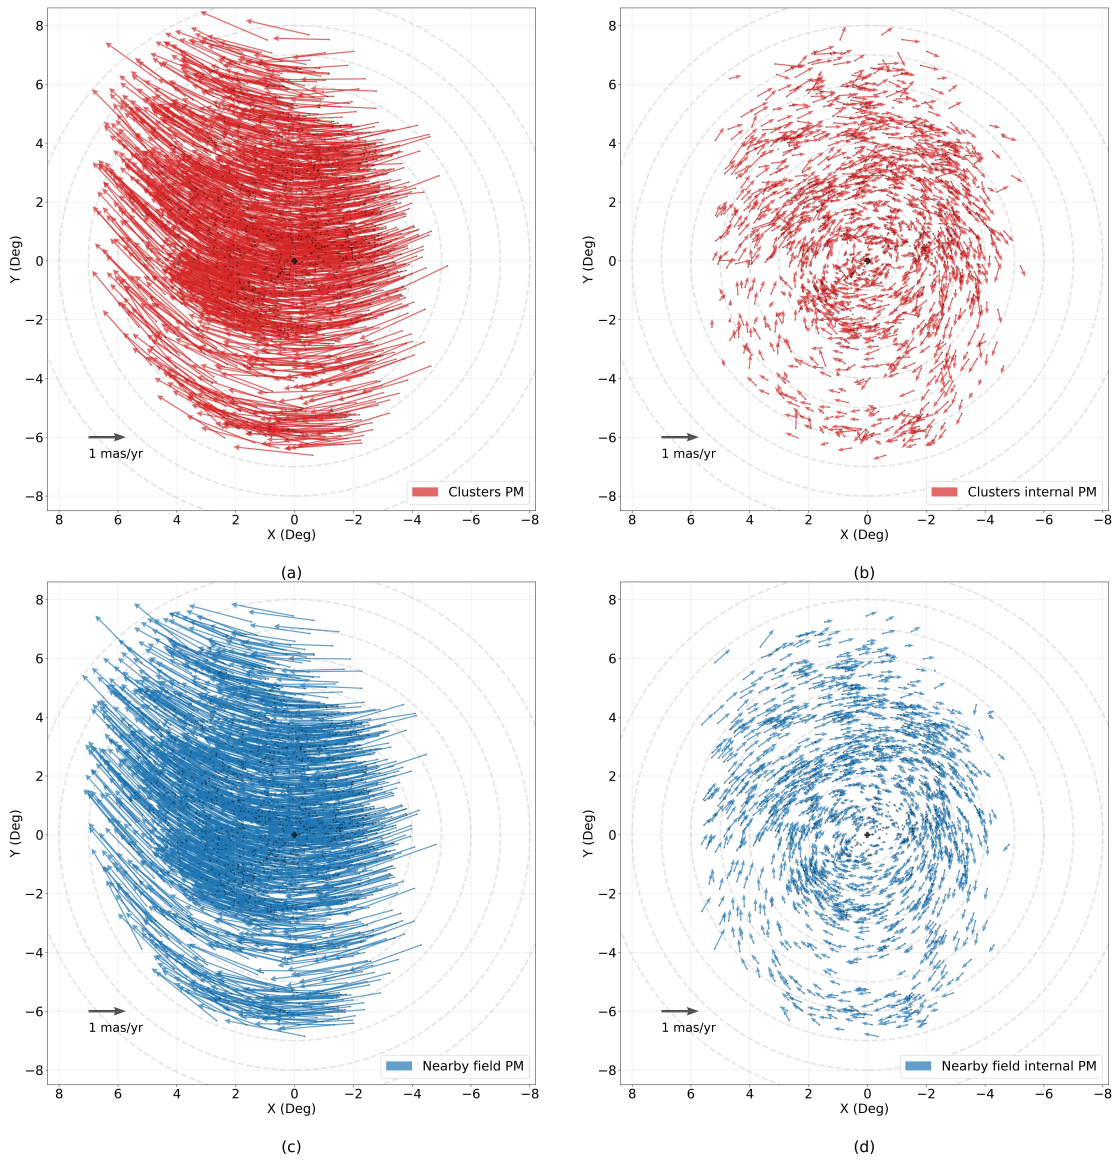 8
6
4
2
0
−2
−4
−6
−8
Y (Deg)
1 mas/yr
Clusters PM
8 6 4 2 0 −2 −4 −6 −8
X (Deg)
(a)
8
6
4
2
0
−2
−4
−6
−8
Y (Deg)
1 mas/yr
Clusters internal PM
8 6 4 2 0 −2 −4 −6 −8
X (Deg)
(b)
8
6
4
2
0
−2
−4
−6
−8
Y (Deg)
1 mas/yr
Nearby field PM
8 6 4 2 0 −2 −4 −6 −8
X (Deg)
(c)
8
6
4
2
0
−2
−4
−6
−8
Y (Deg)
1 mas/yr
Nearby field internal PM
8 6 4 2 0 −2 −4 −6 −8
X (Deg)
(d)